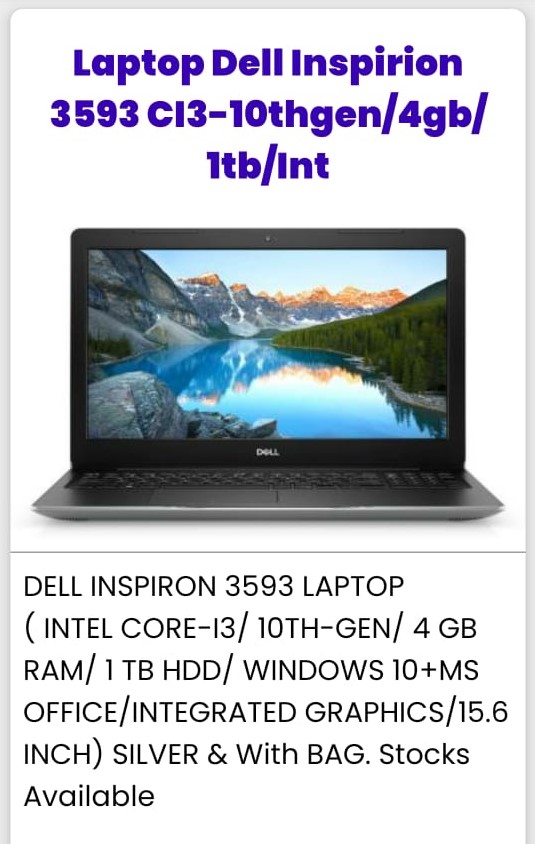 Laptop Dell Inspirion
3593 CI3-10thgen/4gb/
1tb/Int
DELL
DELL INSPIRON 3593 LAPTOP
( INTEL CORE-I3/ 10TH-GEN/ 4 GB
RAM/ 1 TB HDD/ WINDOWS 10+MS
OFFICE/INTEGRATED GRAPHICS/15.6
INCH) SILVER & With BAG. Stocks
Available